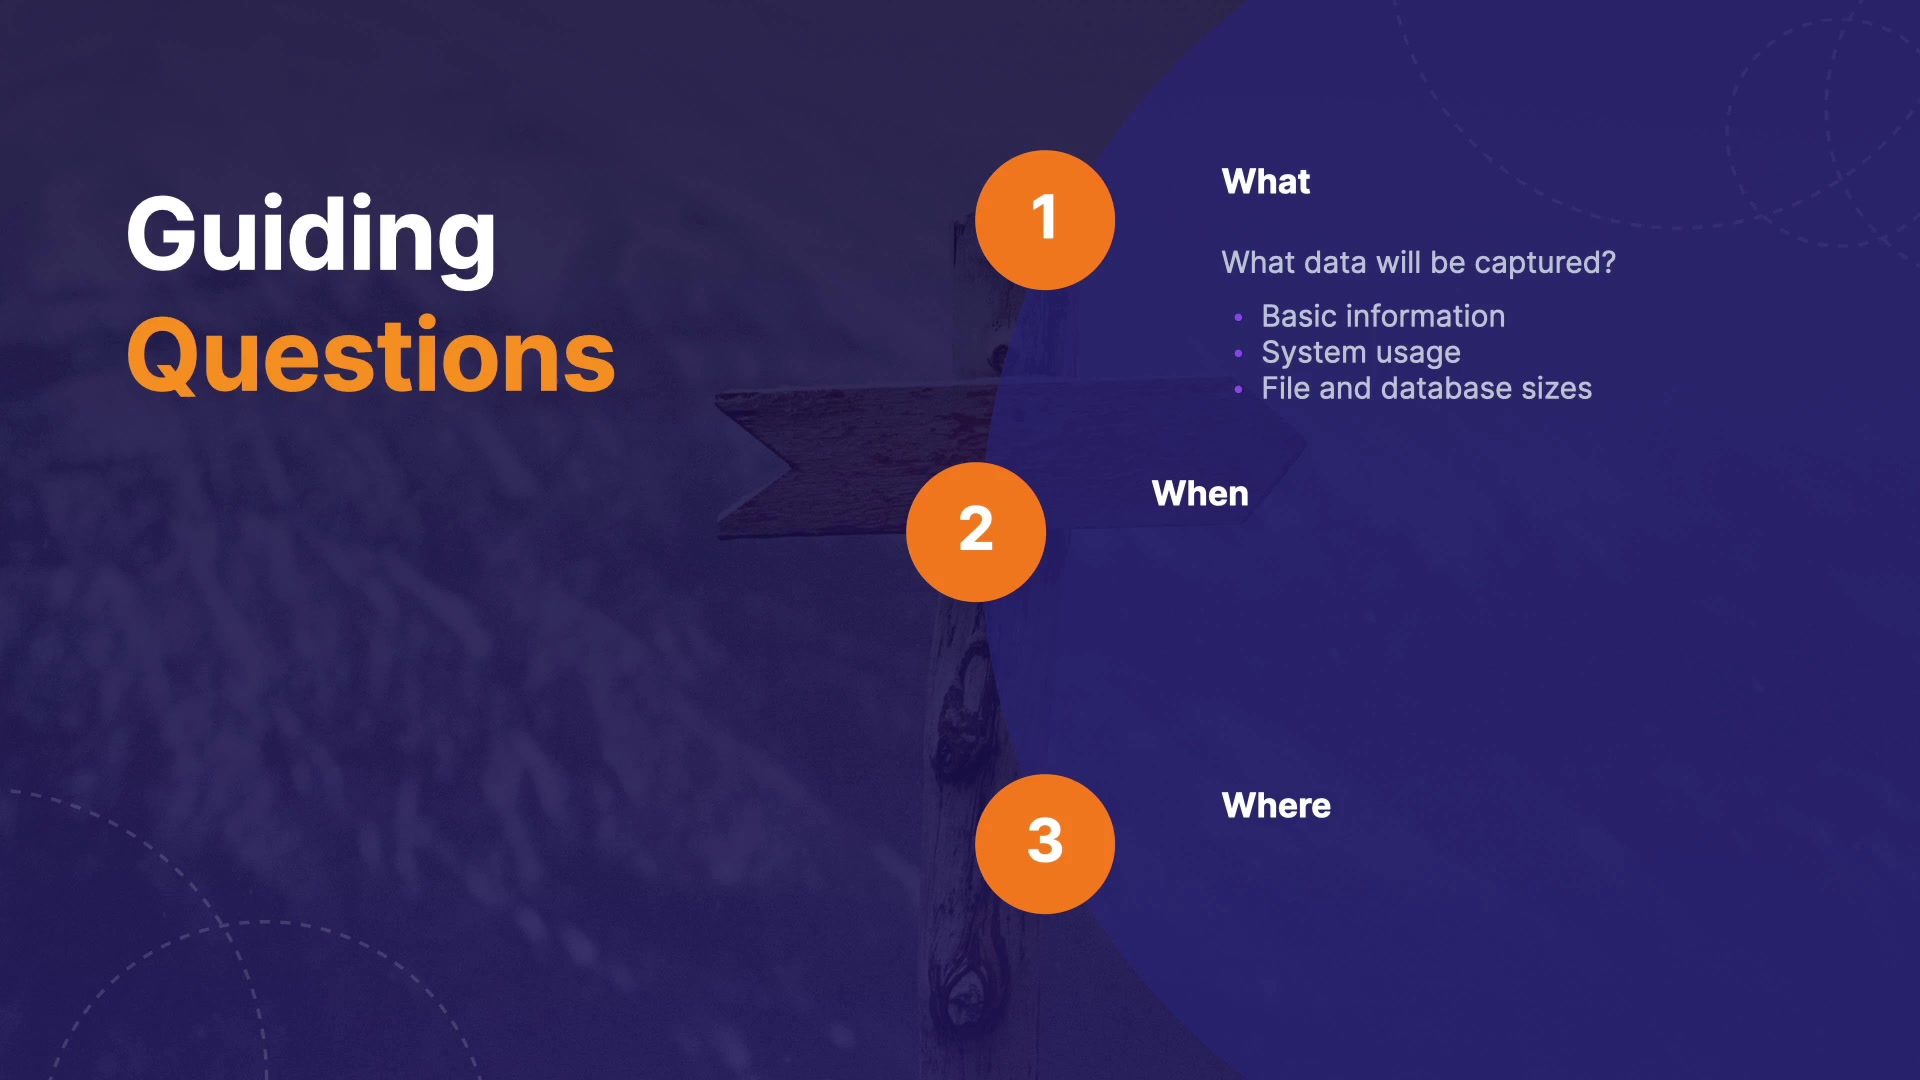 Guiding
Questions
1
What
What data will be captured?
• Basic information
• System usage
• File and database sizes
2
When
3
Where